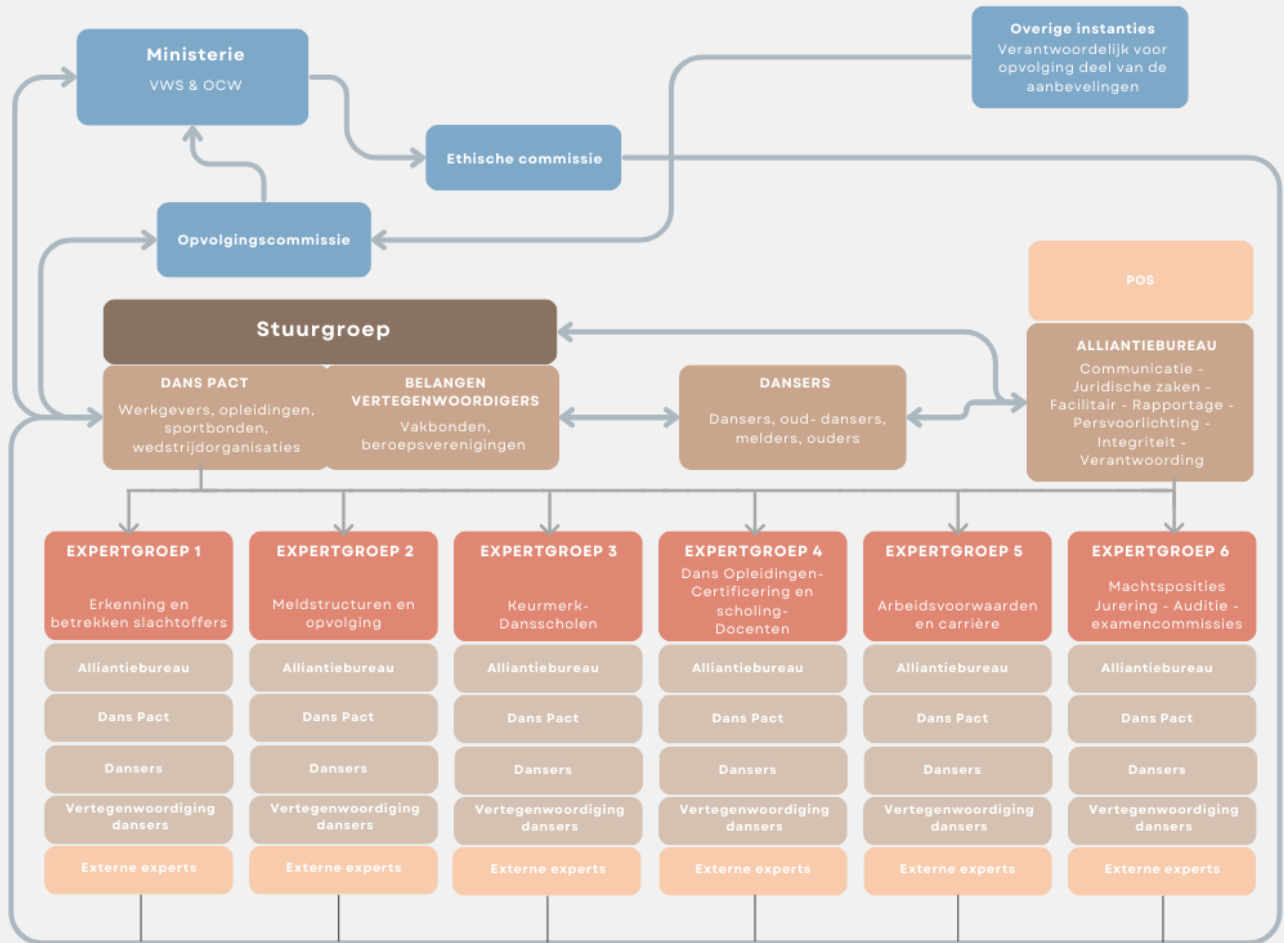 Ministerie
VWS & OCW
Overige instanties
Verantwoordelijk voor
opvolging deel van de
aanbevelingen
Ethische commissie
Opvolgingscommissie
POS
Stuurgroep
DANS PACT
Werkgevers, opleidingen,
sportbonden,
wedstrijdorganisaties
BELANGEN
VERTEGENWOORDIGERS
Vakbonden,
beroepsverenigingen
DANSERS
Dansers, oud- dansers,
melders, ouders
ALLIANTIEBUREAU
Communicatie -
Juridische zaken -
Facilitair - Rapportage -
Persvoorlichting -
Integriteit -
Verantwoording
EXPERTGROEP 1
Erkenning en
betrekken slachtoffers
Alliantiebureau
Dans Pact
Dansers
Vertegenwoordiging
dansers
Externe experts
EXPERTGROEP 2
Meldstructuren en
opvolging
Alliantiebureau
Dans Pact
Dansers
Vertegenwoordiging
dansers
Externe experts
EXPERTGROEP 3
Keurmerk-
Dansscholen
Alliantiebureau
Dans Pact
Dansers
Vertegenwoordiging
dansers
Externe experts
EXPERTGROEP 4
Dans Opleidingen-
Certificering en
scholing-
Docenten
Alliantiebureau
Dans Pact
Dansers
Vertegenwoordiging
dansers
Externe experts
EXPERTGROEP 5
Arbeidsvoorwaarden
en carrière
Alliantiebureau
Dans Pact
Dansers
Vertegenwoordiging
dansers
Externe experts
EXPERTGROEP 6
Machtsposities
Jurering - Auditie -
examencommissies
Alliantiebureau
Dans Pact
Dansers
Vertegenwoordiging
dansers
Externe experts